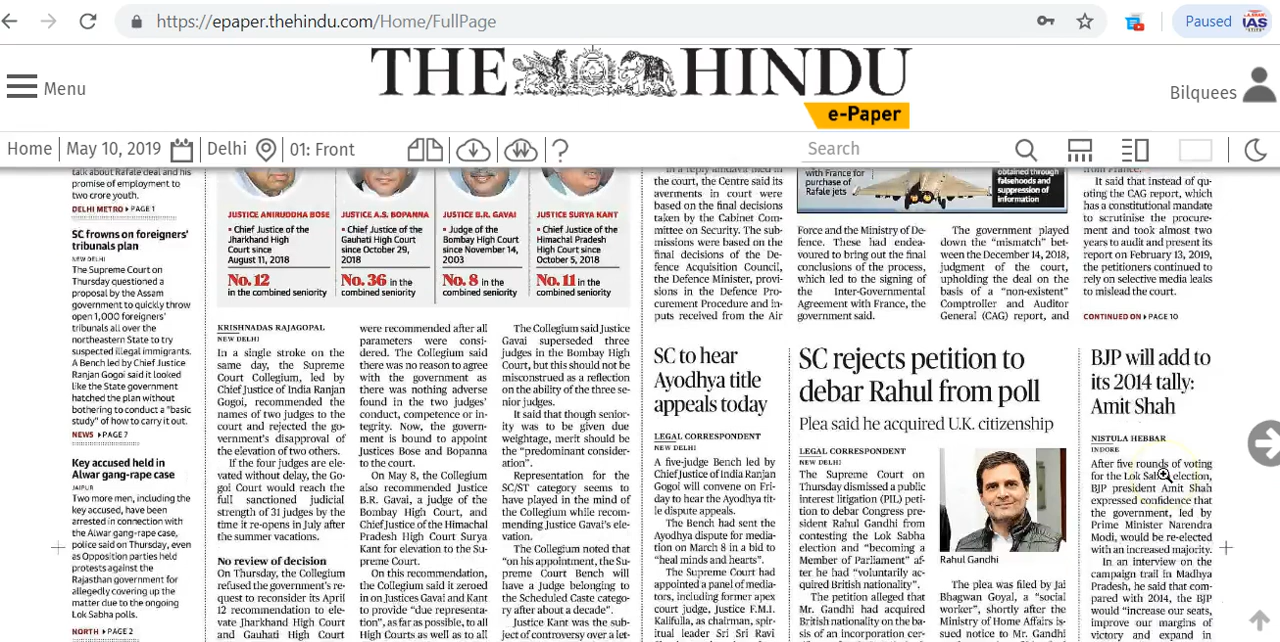 https://epaper.thehindu.com/Home/FullPage
Paused
IAS
Menu
THE HINDU
e-Paper
Bilquees
Home
May 10, 2019
Delhi
01: Front
?
Search
talk about Rafale deal and his
promise of employment to
two crore youth.
DELHI METRO ▸ PAGE 1
SC frowns on foreigners’
tribunals plan
NEW DELHI
The Supreme Court on
Thursday questioned a
proposal by the Assam
government to quickly throw
open 1,000 foreigners’
tribunals all over the
northeastern State to try
suspected illegal immigrants.
A Bench led by Chief Justice
Ranjan Gogoi said it looked
like the State government
hatched the plan without
bothering to conduct a “basic
study” of how to carry it out.
NEWS ▸ PAGE 7
Key accused held in
Alwar gang-rape case
JAIPUR
Two more men, including the
key accused, have been
arrested in connection with
the Alwar gang-rape case,
police said on Thursday, even
as Opposition parties held
protests against the
Rajasthan government for
allegedly covering up the
matter due to the ongoing
Lok Sabha polls.
NORTH ▸ PAGE 2
JUSTICE ANIRUDDHA BOSE
▪ Chief Justice of the
Jharkhand High
Court since
August 11, 2018
No. 12
in the combined seniority
JUSTICE A.S. BOPANNA
▪ Chief Justice of the
Gauhati High Court
since October 29,
2018
No. 36 in the
combined seniority
JUSTICE B.R. GAVAI
▪ Judge of the
Bombay High Court
since November 14,
2003
No. 8 in the
combined seniority
JUSTICE SURYA KANT
▪ Chief Justice of the
Himachal Pradesh
High Court since
October 5, 2018
No. 11 in the
combined seniority
KRISHNADAS RAJAGOPAL
NEW DELHI
In a single stroke on the
same day, the Supreme
Court Collegium, led by
Chief Justice of India Ranjan
Gogoi, recommended the
names of two judges to the
court and rejected the go-
vernment’s disapproval of
the elevation of two others.
If the four judges are ele-
vated without delay, the Go-
goi Court would reach the
full sanctioned judicial
strength of 31 judges by the
time it re-opens in July after
the summer vacations.
No review of decision
On Thursday, the Collegium
refused the government’s re-
quest to reconsider its April
12 recommendation to ele-
vate Jharkhand High Court
and Gauhati High Court
were recommended after all
parameters were consi-
dered. The Collegium said
there was no reason to agree
with the government as
there was nothing adverse
found in the two judges’
conduct, competence or in-
tegrity. Now, the govern-
ment is bound to appoint
Justices Bose and Bopanna
to the court.
On May 8, the Collegium
also recommended Justice
B.R. Gavai, a judge of the
Bombay High Court, and
Chief Justice of the Himachal
Pradesh High Court Surya
Kant for elevation to the Su-
preme Court.
On this recommendation,
the Collegium said it zeroed
in on Justices Gavai and Kant
to provide “due representa-
tion”, as far as possible, to all
High Courts as well as to all
The Collegium said Justice
Gavai superseded three
judges in the Bombay High
Court, but this should not be
misconstrued as a reflection
on the ability of the three se-
nior judges.
It said that though senior-
ity was to be given due
weightage, merit should be
the “predominant consid-
eration”.
Representation for the
SC/ST category seems to
have played in the mind of
the Collegium while recom-
mending Justice Gavai’s ele-
vation.
The Collegium noted that
“on his appointment, the Su-
preme Court Bench will
have a Judge belonging to
the Scheduled Caste catego-
ry after about a decade”.
Justice Kant was the sub-
ject of controversy over a let-
the court, the Centre said its
averments in court were
based on the final decisions
taken by the Cabinet Com-
mittee on Security. The sub-
missions were based on the
final decisions of the De-
fence Acquisition Council,
the Defence Minister, provi-
sions in the Defence Pro-
curement Procedure and in-
puts received from the Air
with France for
purchase of
Rafale jets
obtained through
falsehoods and
suppression of
information
Force and the Ministry of De-
fence. These had endea-
voured to bring out the final
conclusions of the process,
which led to the signing of
the Inter-Governmental
Agreement with France, the
government said.
The government played
down the “mismatch” bet-
ween the December 14, 2018,
judgment of the court,
upholding the deal on the
basis of a “non-existent”
Comptroller and Auditor
General (CAG) report, and
It said that instead of qu-
oting the CAG report, which
has a constitutional mandate
to scrutinise the procure-
ment and took almost two
years to audit and present its
report on February 13, 2019,
the petitioners continued to
rely on selective media leaks
to mislead the court.
CONTINUED ON ▸ PAGE 10
SC to hear
Ayodhya title
appeals today
LEGAL CORRESPONDENT
NEW DELHI
A five-judge Bench led by
Chief Justice of India Ranjan
Gogoi will convene on Fri-
day to hear the Ayodhya tit-
le dispute appeals.
The Bench had sent the
Ayodhya dispute for media-
tion on March 8 in a bid to
“heal minds and hearts”.
The Supreme Court had
appointed a panel of media-
tors, including former apex
court judge, Justice F.M.I.
Kalifulla, as chairman, spir-
itual leader Sri Sri Ravi
SC rejects petition to
debar Rahul from poll
Plea said he acquired U.K. citizenship
LEGAL CORRESPONDENT
NEW DELHI
The Supreme Court on
Thursday dismissed a public
interest litigation (PIL) peti-
tion to debar Congress pre-
sident Rahul Gandhi from
contesting the Lok Sabha
election and “becoming a
Member of Parliament” af-
ter he had “voluntarily ac-
quired British nationality”.
The petition alleged that
Mr. Gandhi had acquired
British nationality on the ba-
sis of an incorporation cer-
Rahul Gandhi
The plea was filed by Jai
Bhagwan Goyal, a “social
worker”, shortly after the
Ministry of Home Affairs is-
sued notice to Mr. Gandhi
BJP will add to
its 2014 tally:
Amit Shah
NISTULA HEBBAR
INDORE
After five rounds of voting
for the Lok Sabha election,
BJP president Amit Shah
expressed confidence that
the government, led by
Prime Minister Narendra
Modi, would be re-elected
with an increased majority.
In an interview on the
campaign trail in Madhya
Pradesh, he said that com-
pared with 2014, the BJP
would “increase our seats,
improve our margins of
victory and expand